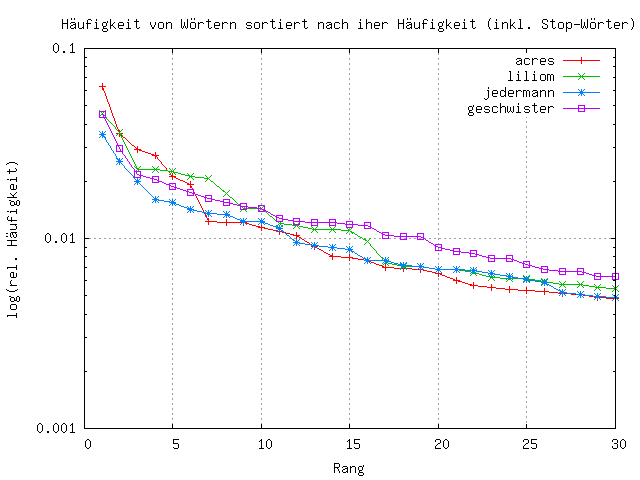 Häufigkeit von Wörtern sortiert nach iher Häufigkeit (inkl. Stop-Wörter)
0.1
acres
liliom
jedermann
geschwister
log(rel. Häufigkeit)
0.01
0.001
0 5 10 15 20 25 30
Rang